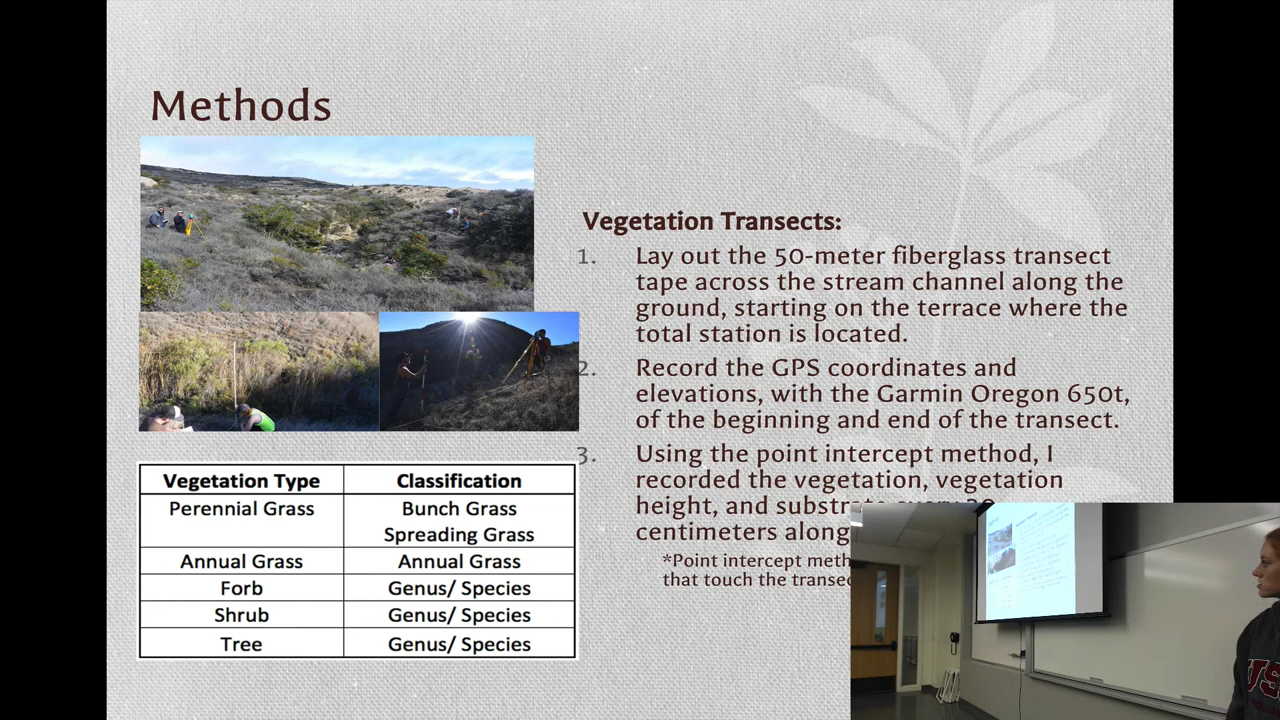 Methods
Vegetation Transects:
1. Lay out the 50-meter fiberglass transect
tape across the stream channel along the
ground, starting on the terrace where the
total station is located.
2. Record the GPS coordinates and
elevations, with the Garmin Oregon 650t,
of the beginning and end of the transect.
3. Using the point intercept method, I
recorded the vegetation, vegetation
height, and substrate every 20
centimeters along
*Point intercept meth
that touch the transec
Vegetation Type Classification
Perennial Grass Bunch Grass
Spreading Grass
Annual Grass Annual Grass
Forb Genus/ Species
Shrub Genus/ Species
Tree Genus/ Species